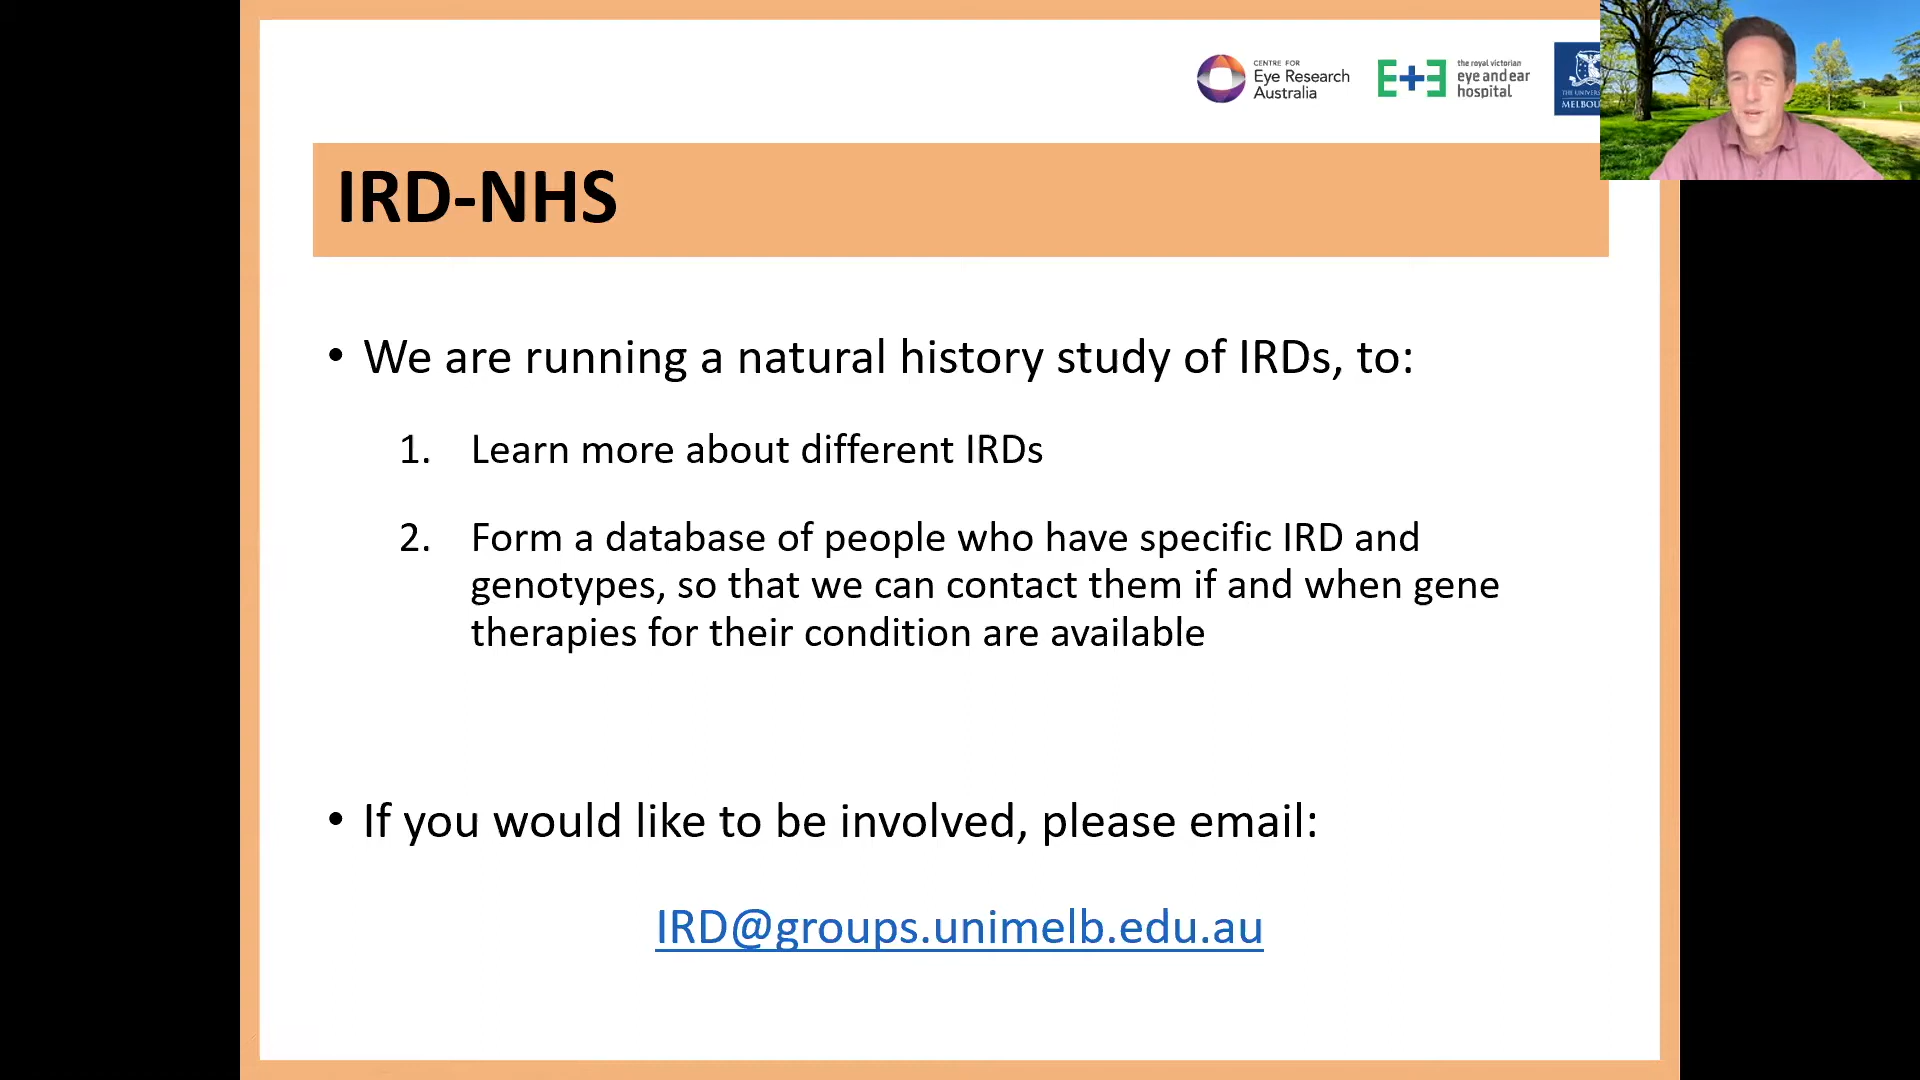 CENTRE FOR
Eye Research
Australia
E+E
the royal victorian
eye and ear
hospital
IRD-NHS
• We are running a natural history study of IRDs, to:
1. Learn more about different IRDs
2. Form a database of people who have specific IRD and
genotypes, so that we can contact them if and when gene
therapies for their condition are available
• If you would like to be involved, please email:
IRD@groups.unimelb.edu.au